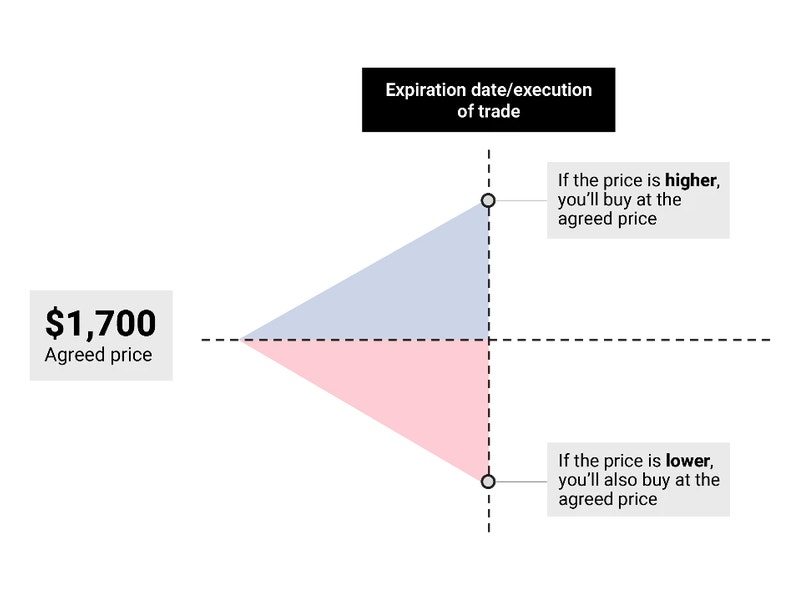 Expiration date/execution
of trade
If the price is higher,
you'll buy at the
agreed price
$1,700
Agreed price
If the price is lower,
you'll also buy at the
agreed price